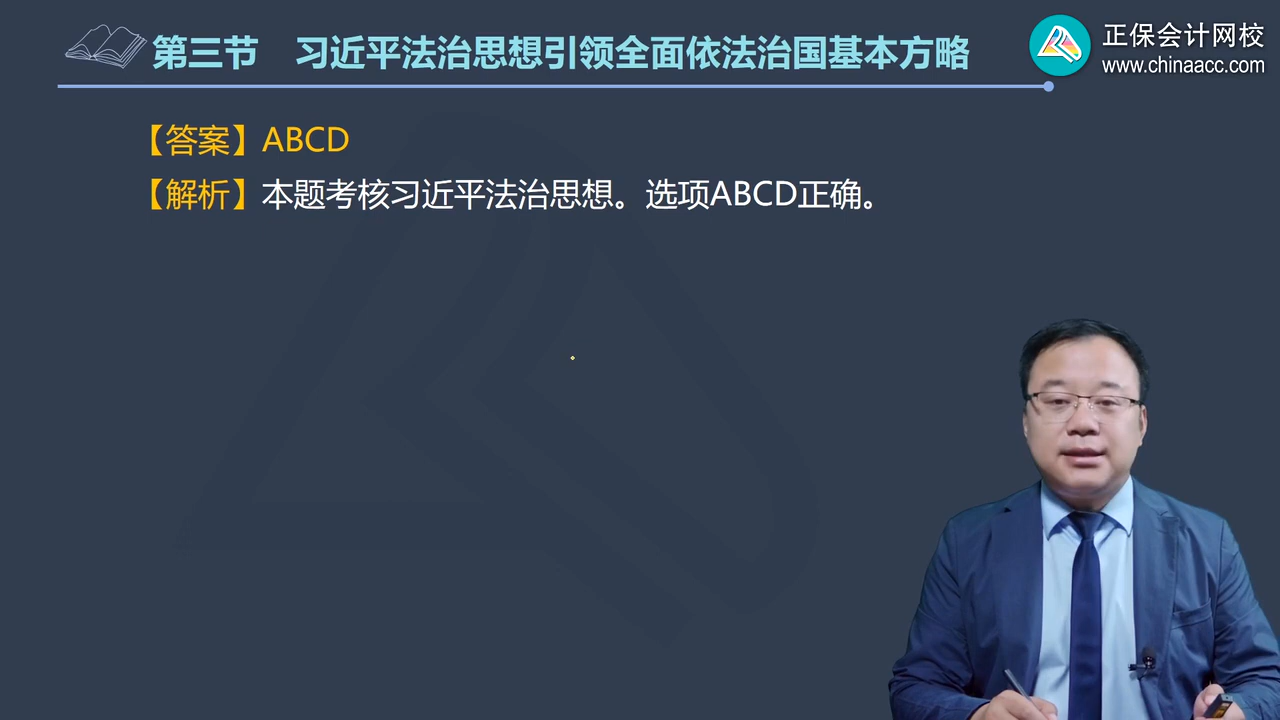 第三节 习近平法治思想引领全面依法治国基本方略
正保会计网校
www.chinaacc.com
【答案】ABCD
【解析】本题考核习近平法治思想。选项ABCD正确。